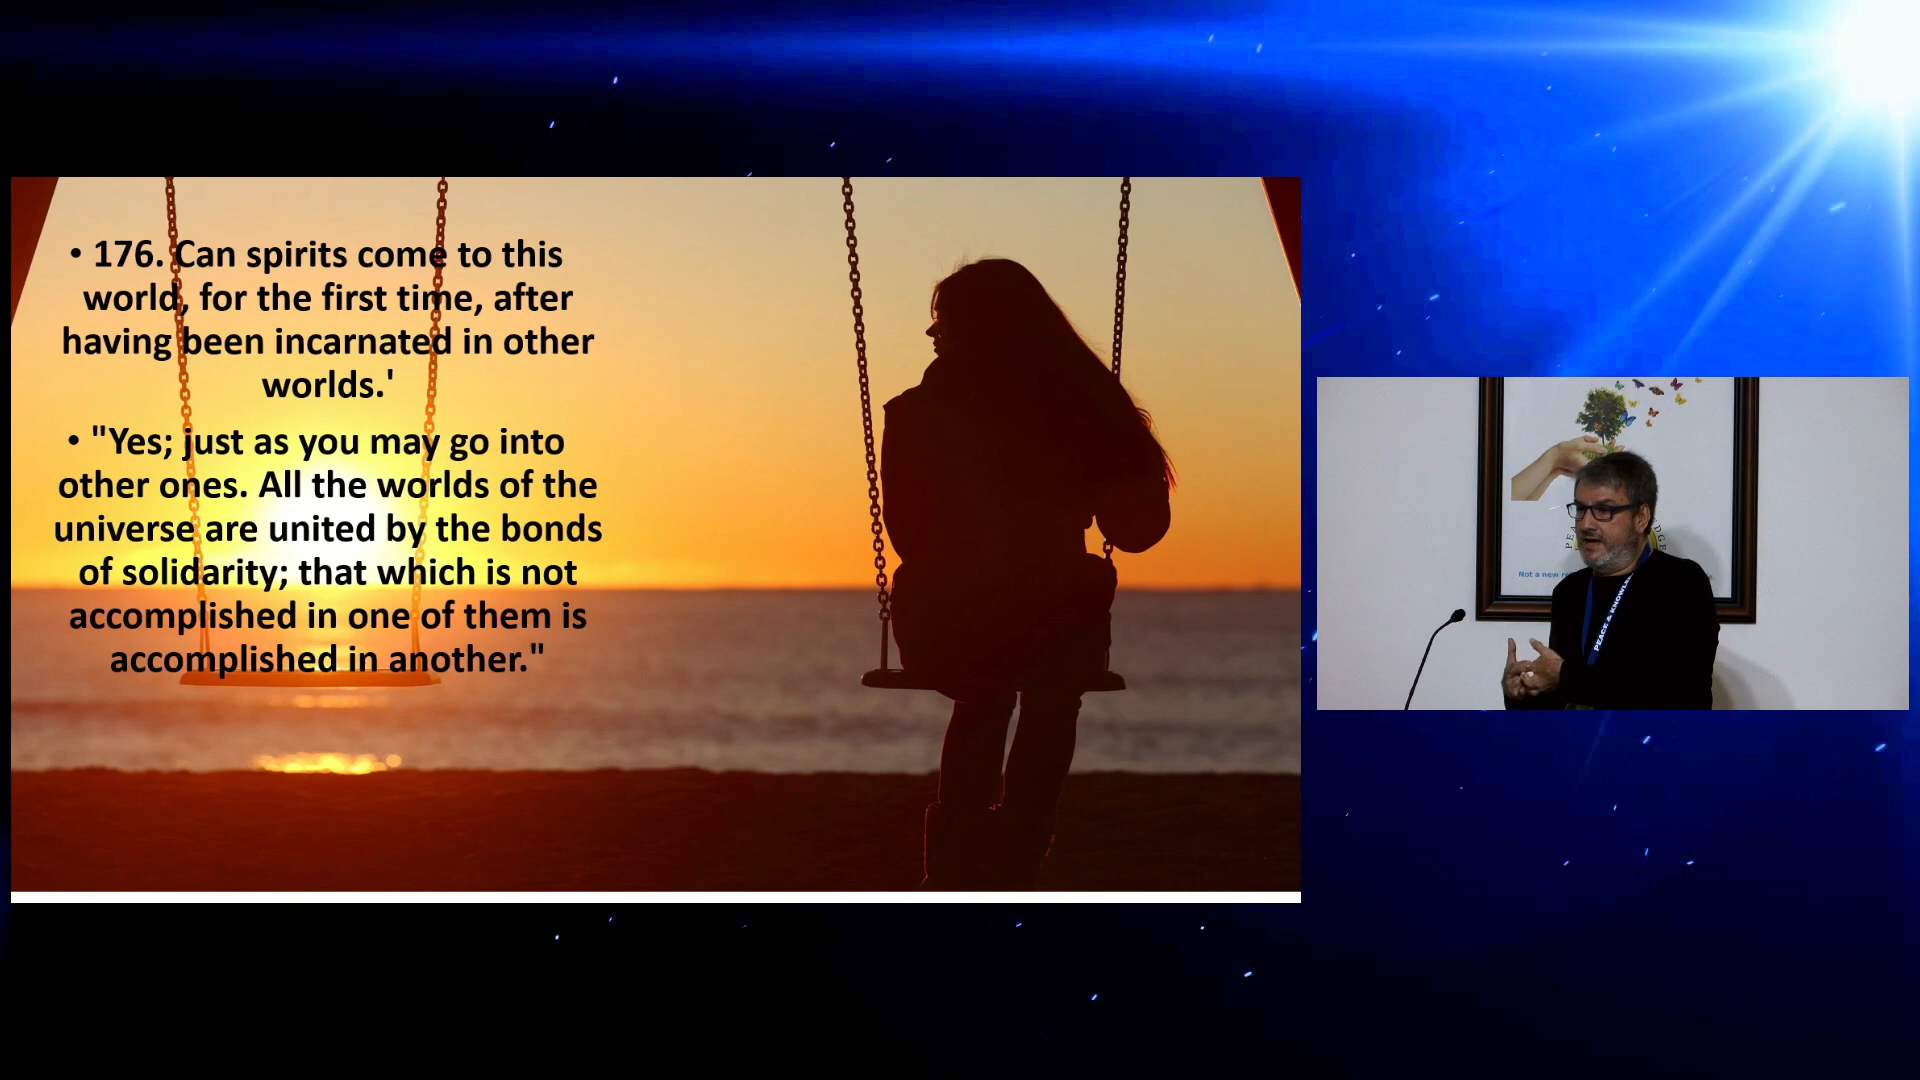 • 176. Can spirits come to this
world, for the first time, after
having been incarnated in other
worlds.'
• "Yes; just as you may go into
other ones. All the worlds of the
universe are united by the bonds
of solidarity; that which is not
accomplished in one of them is
accomplished in another."
Not a new
PEACE & KNOWLE